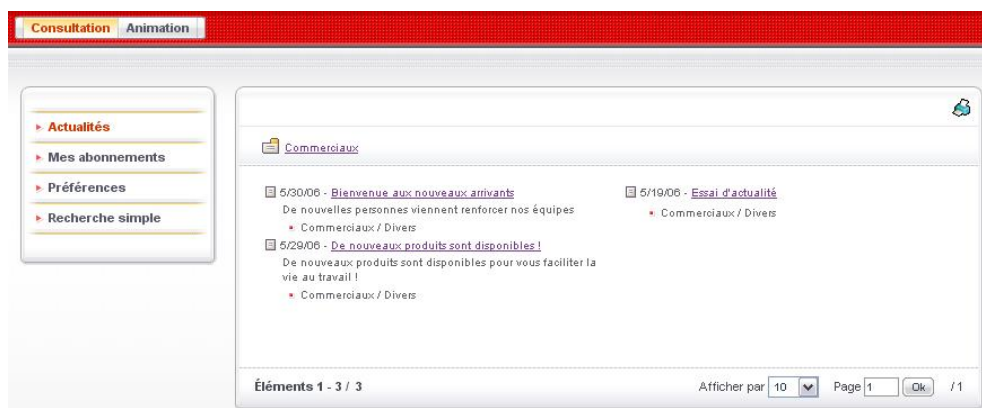 Consultation Animation
Actualités
Mes abonnements
Préférences
Recherche simple
Commerciaux
5/30/06 - Bienvenue aux nouveaux arrivants
De nouvelles personnes viennent renforcer nos équipes
Commerciaux / Divers
5/29/06 - De nouveaux produits sont disponibles !
De nouveaux produits sont disponibles pour vous faciliter la
vie au travail !
Commerciaux / Divers
5/19/06 - Essai d'actualité
Commerciaux / Divers
Éléments 1 - 3 / 3
Afficher par 10 Page 1 Ok / 1